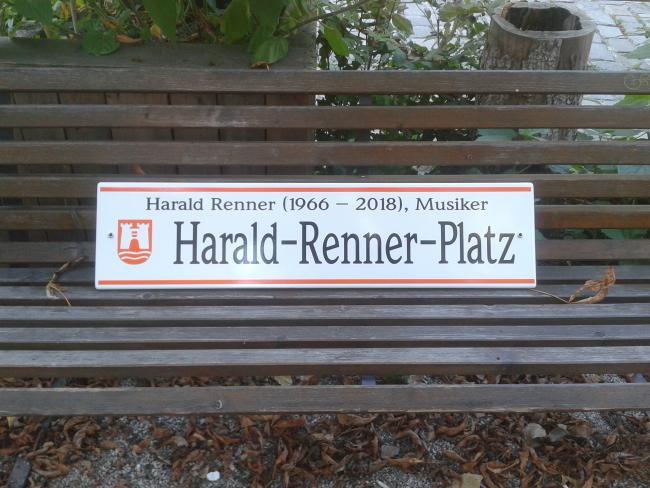 Harald Renner (1966 – 2018), Musiker
Harald-Renner-Platz